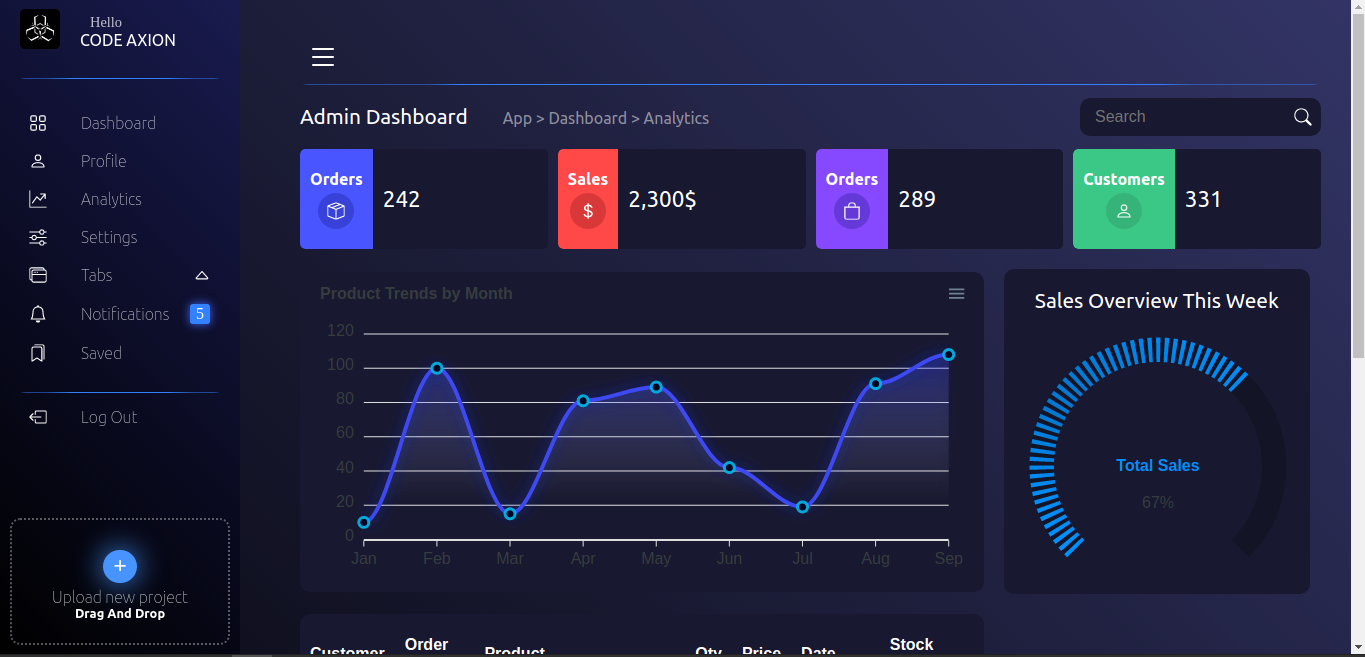 Hello
CODE AXION
Dashboard
Profile
Analytics
Settings
Tabs
Notifications 5
Saved
Log Out
+
Upload new project
Drag And Drop
Admin Dashboard
App > Dashboard > Analytics
Search
Orders
242
Sales
$
2,300$
Orders
289
Customers
331
Product Trends by Month
120
100
80
60
40
20
0
Jan Feb Mar Apr May Jun Jul Aug Sep
Sales Overview This Week
Total Sales
67%
Customer Order Product Qty Price Date Stock